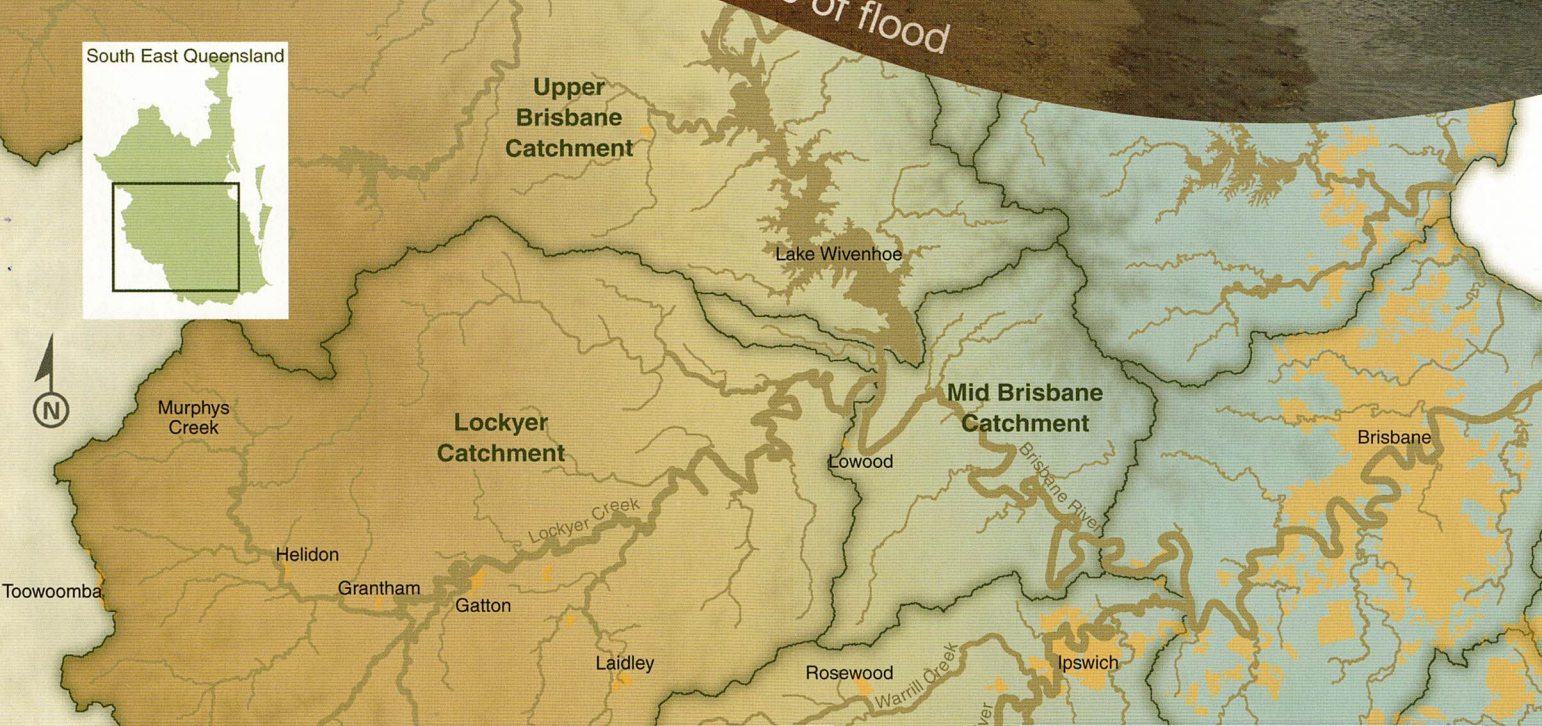 of flood
South East Queensland
Upper
Brisbane
Catchment
Lake Wivenhoe
N
Murphys
Creek
Lockyer
Catchment
Mid Brisbane
Catchment
Brisbane
Lowood
Brisbane River
Lockyer Creek
Helidon
Toowoomba
Grantham
Gatton
Laidley
Rosewood
Warrill Creek
Ipswich